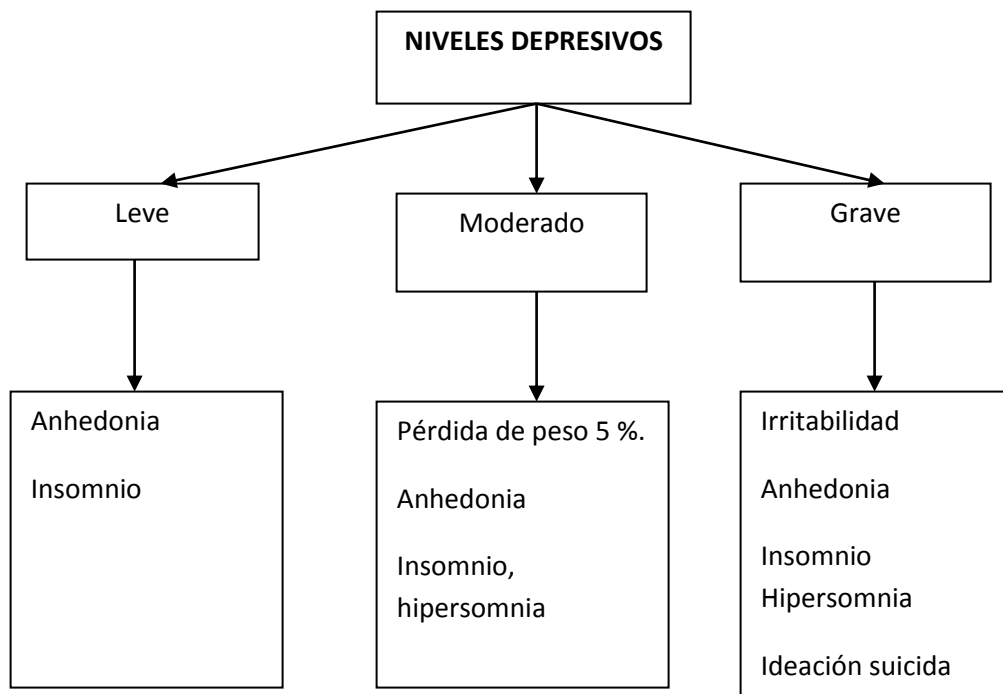 NIVELES DEPRESIVOS
Leve
Moderado
Grave
Anhedonia
Insomnio
Pérdida de peso 5 %.
Anhedonia
Insomnio,
hipersomnia
Irritabilidad
Anhedonia
Insomnio
Hipersomnia
Ideación suicida